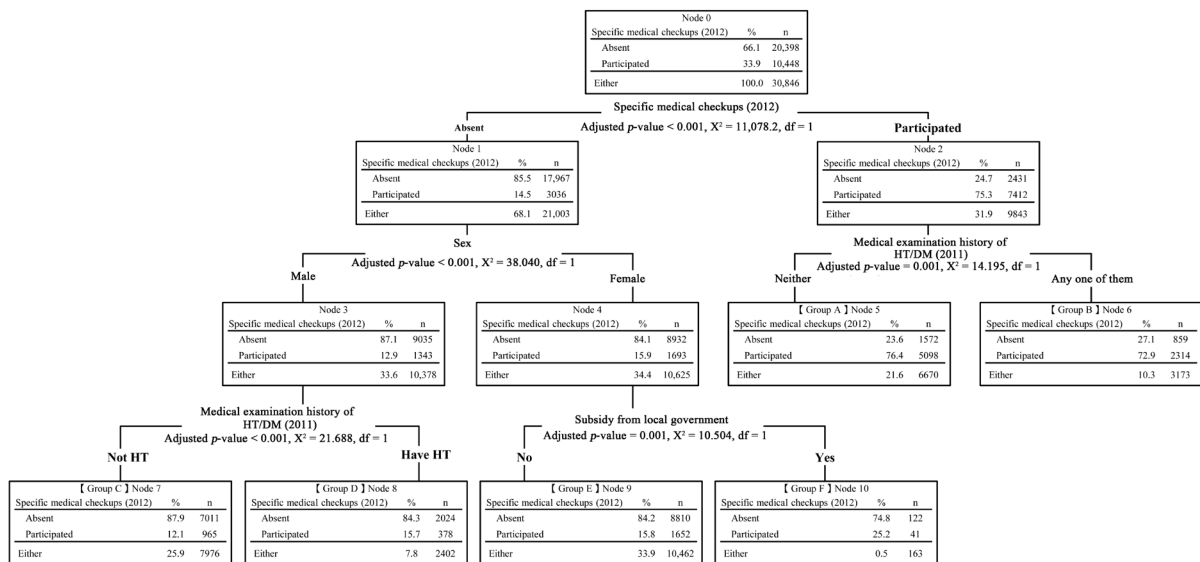 Node 0
Specific medical checkups (2012) % n
Absent 66.1 20,398
Participated 33.9 10,448
Either 100.0 30,846
Specific medical checkups (2012)
Adjusted p-value < 0.001, X² = 11,078.2, df = 1
Absent
Participated
Node 1
Specific medical checkups (2012) % n
Absent 85.5 17,967
Participated 14.5 3036
Either 68.1 21,003
Node 2
Specific medical checkups (2012) % n
Absent 24.7 2431
Participated 75.3 7412
Either 31.9 9843
Sex
Adjusted p-value < 0.001, X² = 38.040, df = 1
Male
Female
Medical examination history of
HT/DM (2011)
Adjusted p-value = 0.001, X² = 14.195, df = 1
Neither
Any one of them
Node 3
Specific medical checkups (2012) % n
Absent 87.1 9035
Participated 12.9 1343
Either 33.6 10,378
Node 4
Specific medical checkups (2012) % n
Absent 84.1 8932
Participated 15.9 1693
Either 34.4 10,625
【 Group A 】 Node 5
Specific medical checkups (2012) % n
Absent 23.6 1572
Participated 76.4 5098
Either 21.6 6670
【 Group B 】 Node 6
Specific medical checkups (2012) % n
Absent 27.1 859
Participated 72.9 2314
Either 10.3 3173
Medical examination history of
HT/DM (2011)
Adjusted p-value < 0.001, X² = 21.688, df = 1
Not HT
Have HT
Subsidy from local government
Adjusted p-value = 0.001, X² = 10.504, df = 1
No
Yes
【 Group C 】 Node 7
Specific medical checkups (2012) % n
Absent 87.9 7011
Participated 12.1 965
Either 25.9 7976
【 Group D 】 Node 8
Specific medical checkups (2012) % n
Absent 84.3 2024
Participated 15.7 378
Either 7.8 2402
【 Group E 】 Node 9
Specific medical checkups (2012) % n
Absent 84.2 8810
Participated 15.8 1652
Either 33.9 10,462
【 Group F 】 Node 10
Specific medical checkups (2012) % n
Absent 74.8 122
Participated 25.2 41
Either 0.5 163